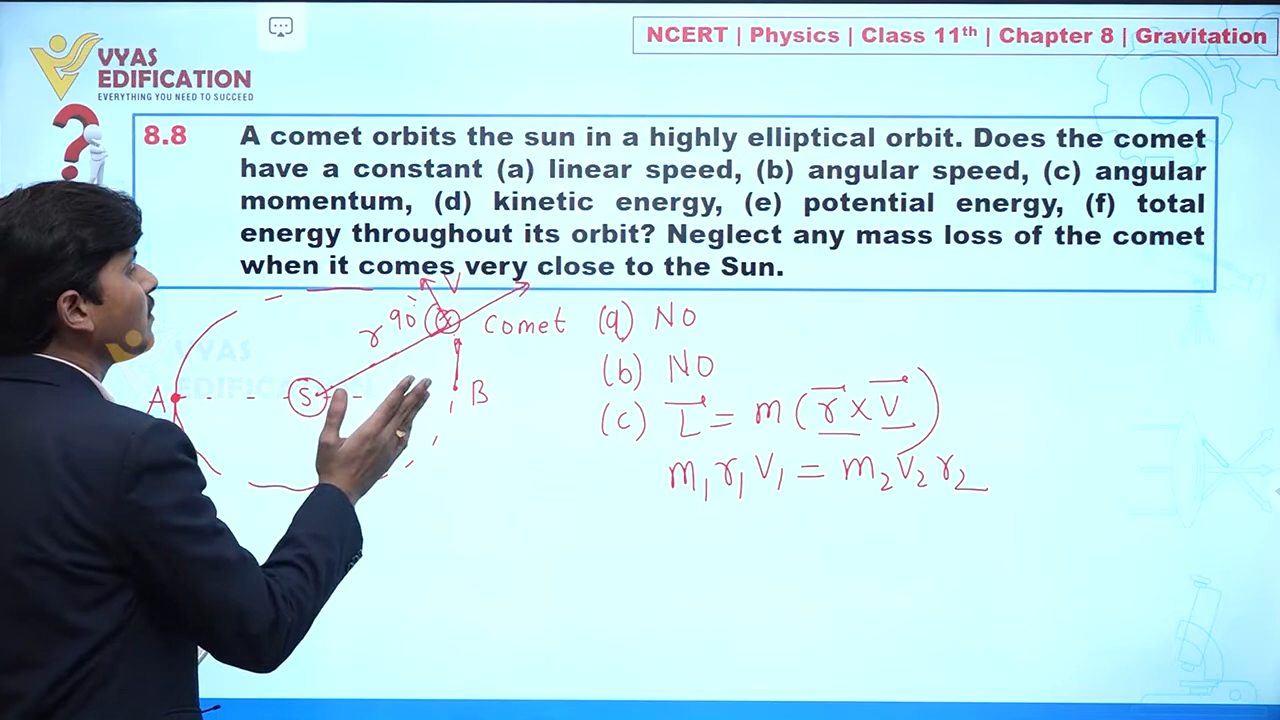 NCERT | Physics | Class 11th | Chapter 8 | Gravitation
VYAS
EDIFICATION
EVERYTHING YOU NEED TO SUCCEED
8.8 A comet orbits the sun in a highly elliptical orbit. Does the comet
have a constant (a) linear speed, (b) angular speed, (c) angular
momentum, (d) kinetic energy, (e) potential energy, (f) total
energy throughout its orbit? Neglect any mass loss of the comet
when it comes very close to the Sun.
V
r 90° Comet (a) NO
VYAS
EDIFICATION
(b) NO
A S B
(c) L⃗ = m (r⃗ × V⃗)
m₁ r₁ V₁ = m₂ V₂ r₂